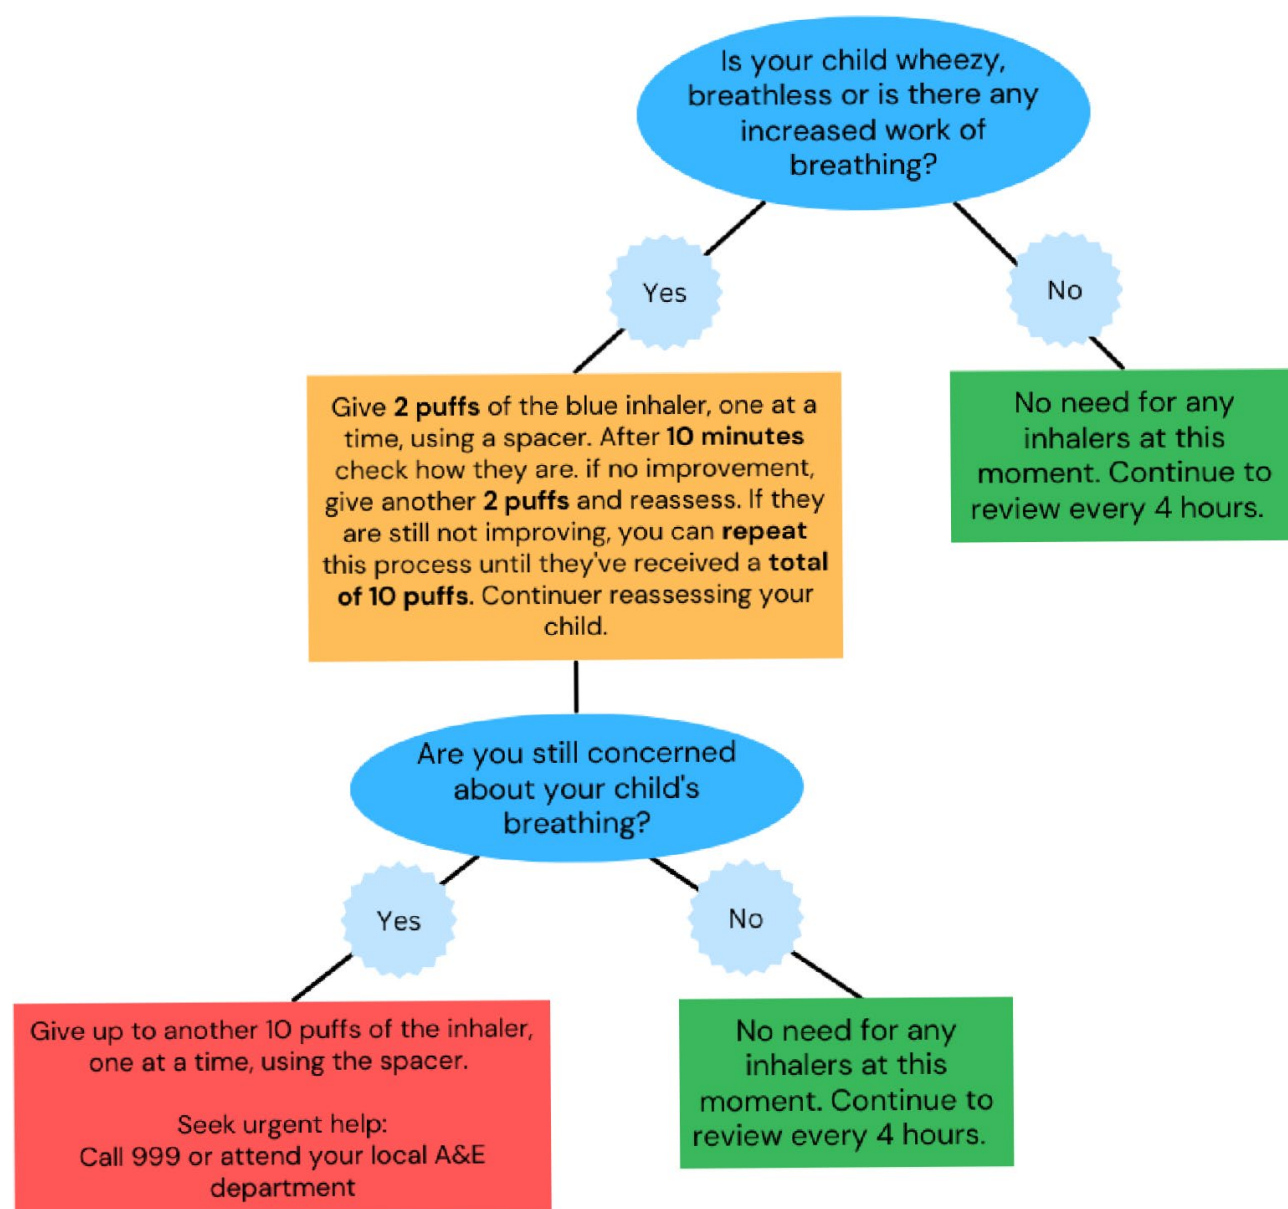 Is your child wheezy,
breathless or is there any
increased work of
breathing?
Yes
No
Give 2 puffs of the blue inhaler, one at a
time, using a spacer. After 10 minutes
check how they are. if no improvement,
give another 2 puffs and reassess. If they
are still not improving, you can repeat
this process until they've received a total
of 10 puffs. Continuer reassessing your
child.
No need for any
inhalers at this
moment. Continue to
review every 4 hours.
Are you still concerned
about your child's
breathing?
Yes
No
Give up to another 10 puffs of the inhaler,
one at a time, using the spacer.
Seek urgent help:
Call 999 or attend your local A&E
department
No need for any
inhalers at this
moment. Continue to
review every 4 hours.